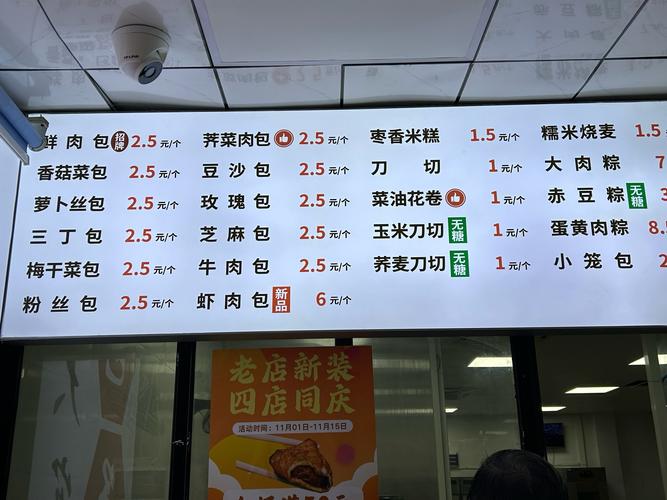 鲜肉包 招牌 2.5元/个
香菇菜包 2.5元/个
萝卜丝包 2.5元/个
三丁包 2.5元/个
梅干菜包 2.5元/个
粉丝包 2.5元/个
荠菜肉包 2.5元/个
豆沙包 2.5元/个
玫瑰包 2.5元/个
芝麻包 2.5元/个
牛肉包 2.5元/个
虾肉包 新品 6元/个
枣香米糕 1.5元/个
刀切 1元/个
菜油花卷 1元/个
玉米刀切 无糖 1元/个
荞麦刀切 无糖 1元/个
糯米烧麦 1.5
大肉粽
赤豆粽 无糖
蛋黄肉粽
小笼包
老店新装
四店同庆
活动时间：11月01日-11月15日